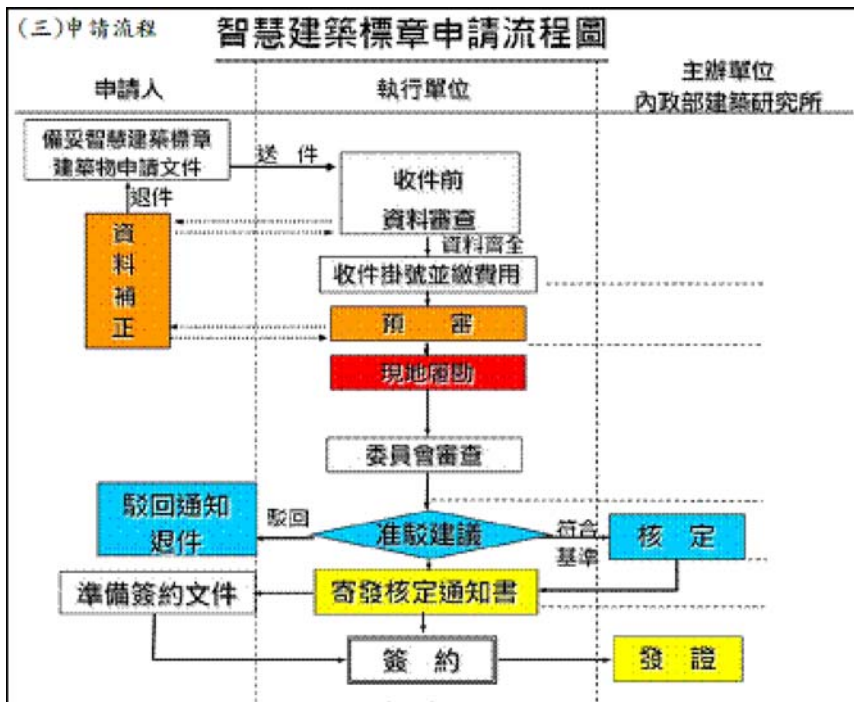 (三)申請流程
智慧建築標章申請流程圖
申請人
執行單位
主辦單位
內政部建築研究所
備妥智慧建築標章
建築物申請文件
送 件
收件前
資料審查
退件
資料補正
資料齊全
收件掛號並繳費用
預 審
現地履勘
委員會審查
駁回通知
退件
駁回
准駁建議
符合
基準
核 定
準備簽約文件
寄發核定通知書
簽 約
發 證